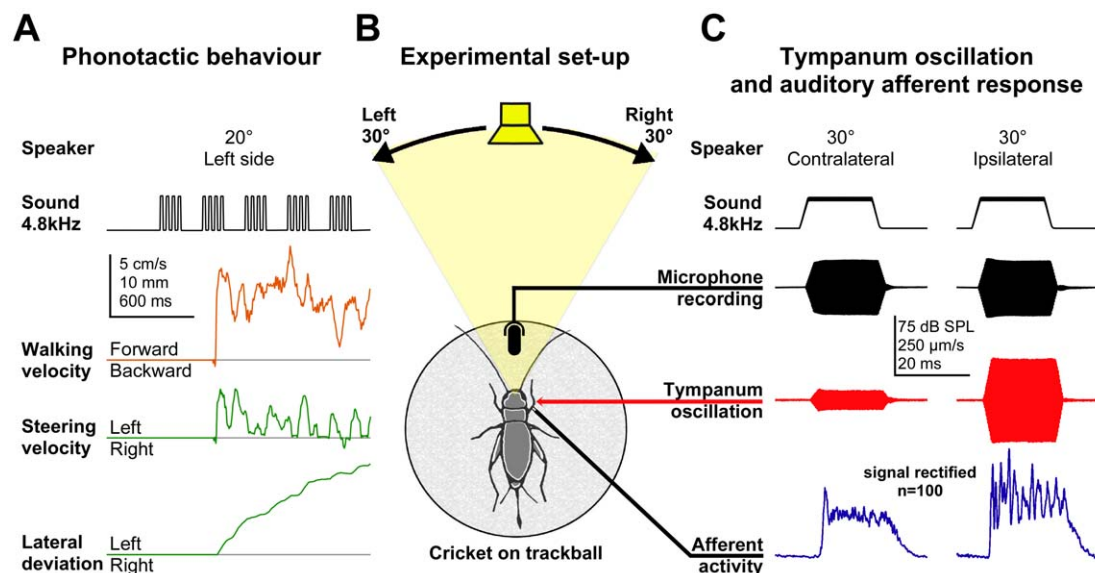 A
Phonotactic behaviour
20°
Speaker
Left side
Sound
4.8kHz
5 cm/s
10 mm
600 ms
Walking
velocity
Forward
Backward
Steering
velocity
Left
Right
Lateral
deviation
Left
Right
B
Experimental set-up
Left
30°
Right
30°
Microphone
recording
Tympanum
oscillation
Afferent
activity
Cricket on trackball
C
Tympanum oscillation
and auditory afferent response
Speaker
30°
Contralateral
30°
Ipsilateral
Sound
4.8kHz
75 dB SPL
250 µm/s
20 ms
signal rectified
n=100